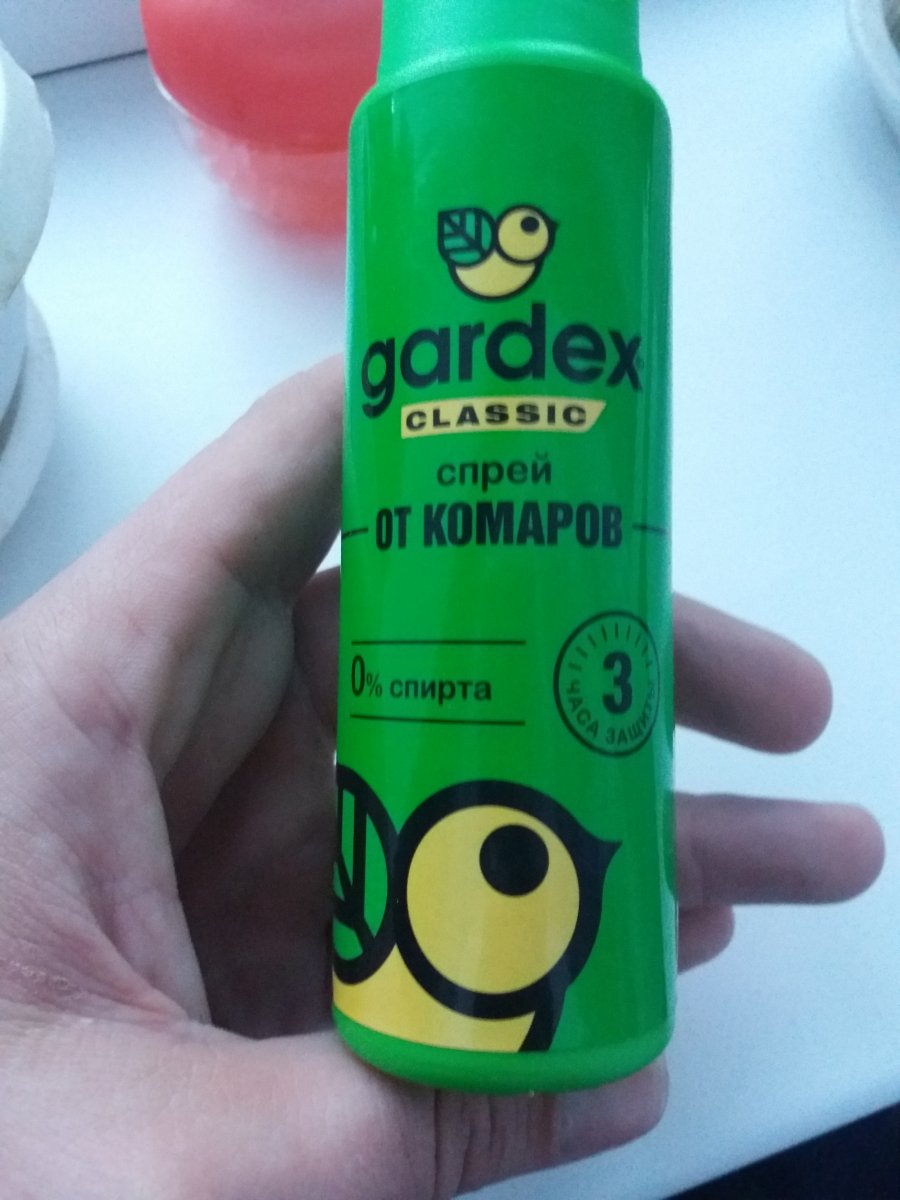 gardex
CLASSIC
спрей
ОТ КОМАРОВ
0% спирта
3
ЧАСА ЗАЩИТЫ